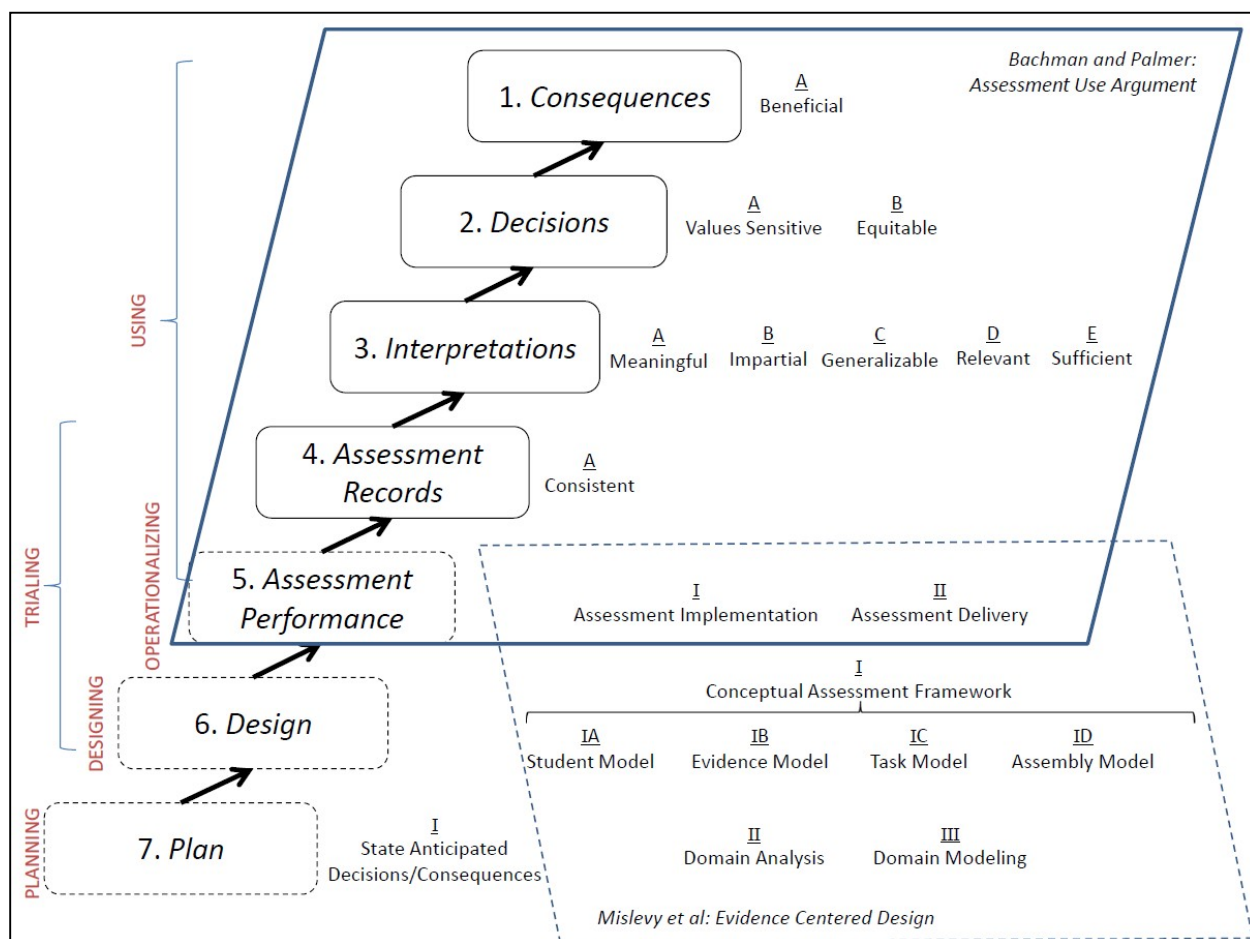 Bachman and Palmer:
Assessment Use Argument
1. Consequences
A
Beneficial
2. Decisions
A
Values Sensitive
B
Equitable
USING
3. Interpretations
A
Meaningful
B
Impartial
C
Generalizable
D
Relevant
E
Sufficient
4. Assessment
Records
A
Consistent
TRIALING
OPERATIONALIZING
5. Assessment
Performance
I
Assessment Implementation
II
Assessment Delivery
DESIGNING
6. Design
I
Conceptual Assessment Framework
IA
Student Model
IB
Evidence Model
IC
Task Model
ID
Assembly Model
PLANNING
7. Plan
I
State Anticipated
Decisions/Consequences
II
Domain Analysis
III
Domain Modeling
Mislevy et al: Evidence Centered Design